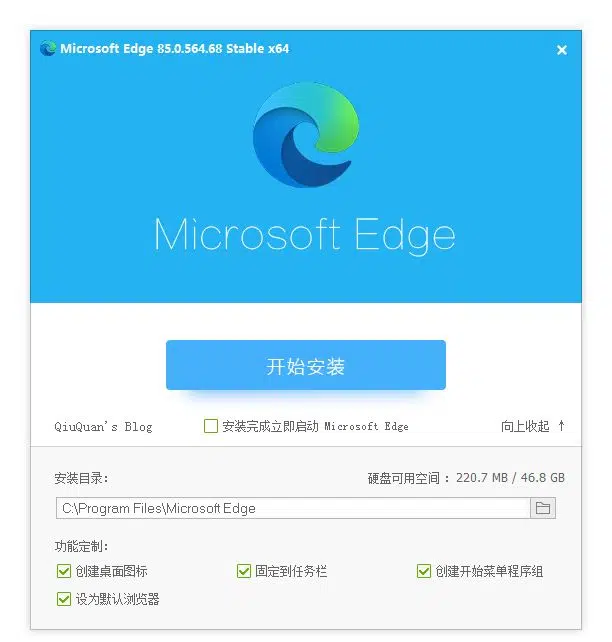 Microsoft Edge 85.0.564.68 Stable x64
Microsoft Edge
开始安装
QiuQuan's Blog 安装完成立即启动 Microsoft Edge 向上收起 ↑
安装目录: 硬盘可用空间: 220.7 MB / 46.8 GB
C:\Program Files\Microsoft Edge
功能定制:
创建桌面图标 固定到任务栏 创建开始菜单程序组
设为默认浏览器